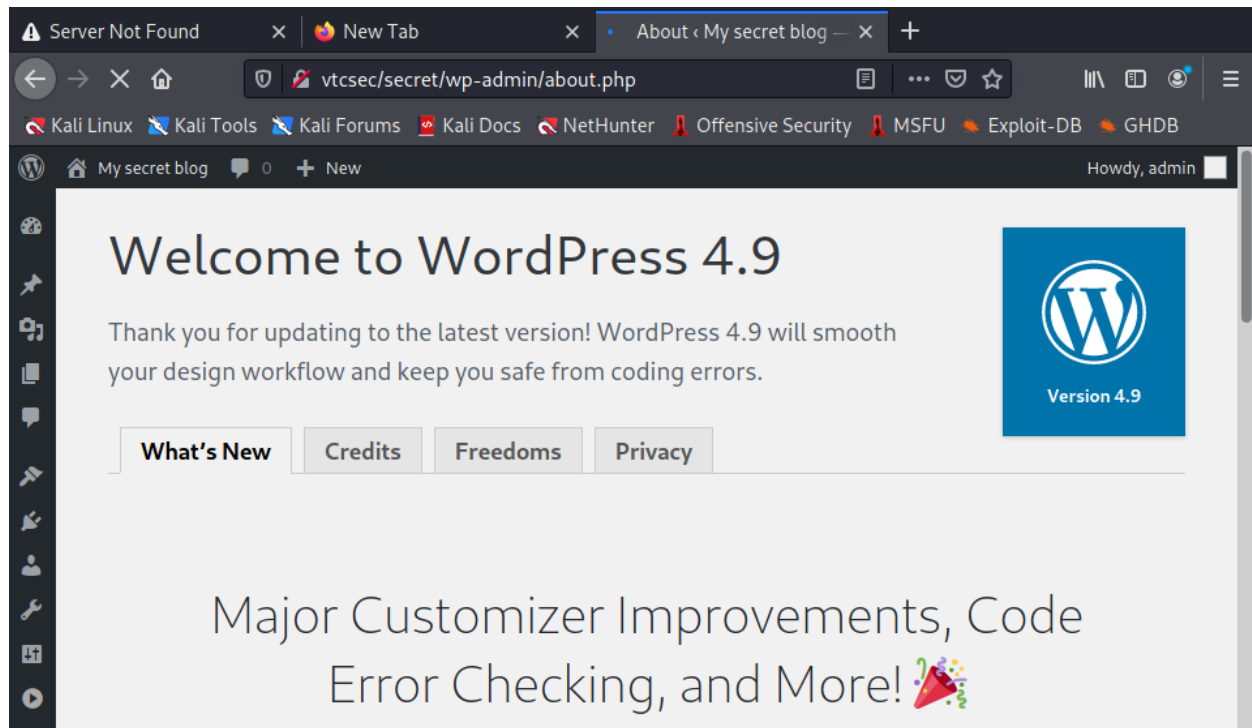 Server Not Found
New Tab
About ‹ My secret blog —
vtcsec/secret/wp-admin/about.php
Kali Linux Kali Tools Kali Forums Kali Docs NetHunter Offensive Security MSFU Exploit-DB GHDB
My secret blog 0 New Howdy, admin
Welcome to WordPress 4.9
Thank you for updating to the latest version! WordPress 4.9 will smooth
your design workflow and keep you safe from coding errors.
Version 4.9
What's New Credits Freedoms Privacy
Major Customizer Improvements, Code
Error Checking, and More! 🎉